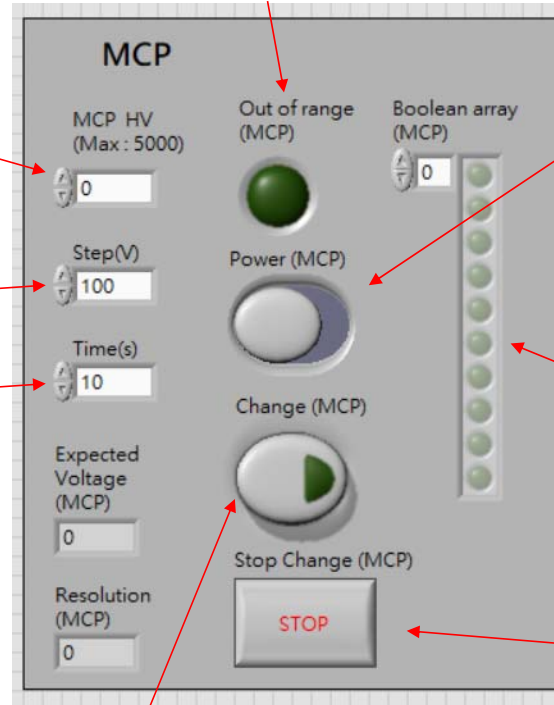 MCP
MCP HV
(Max : 5000)
0
Out of range
(MCP)
Boolean array
(MCP)
0
Step(V)
100
Power (MCP)
Time(s)
10
Change (MCP)
Expected
Voltage
(MCP)
0
Stop Change (MCP)
STOP
Resolution
(MCP)
0